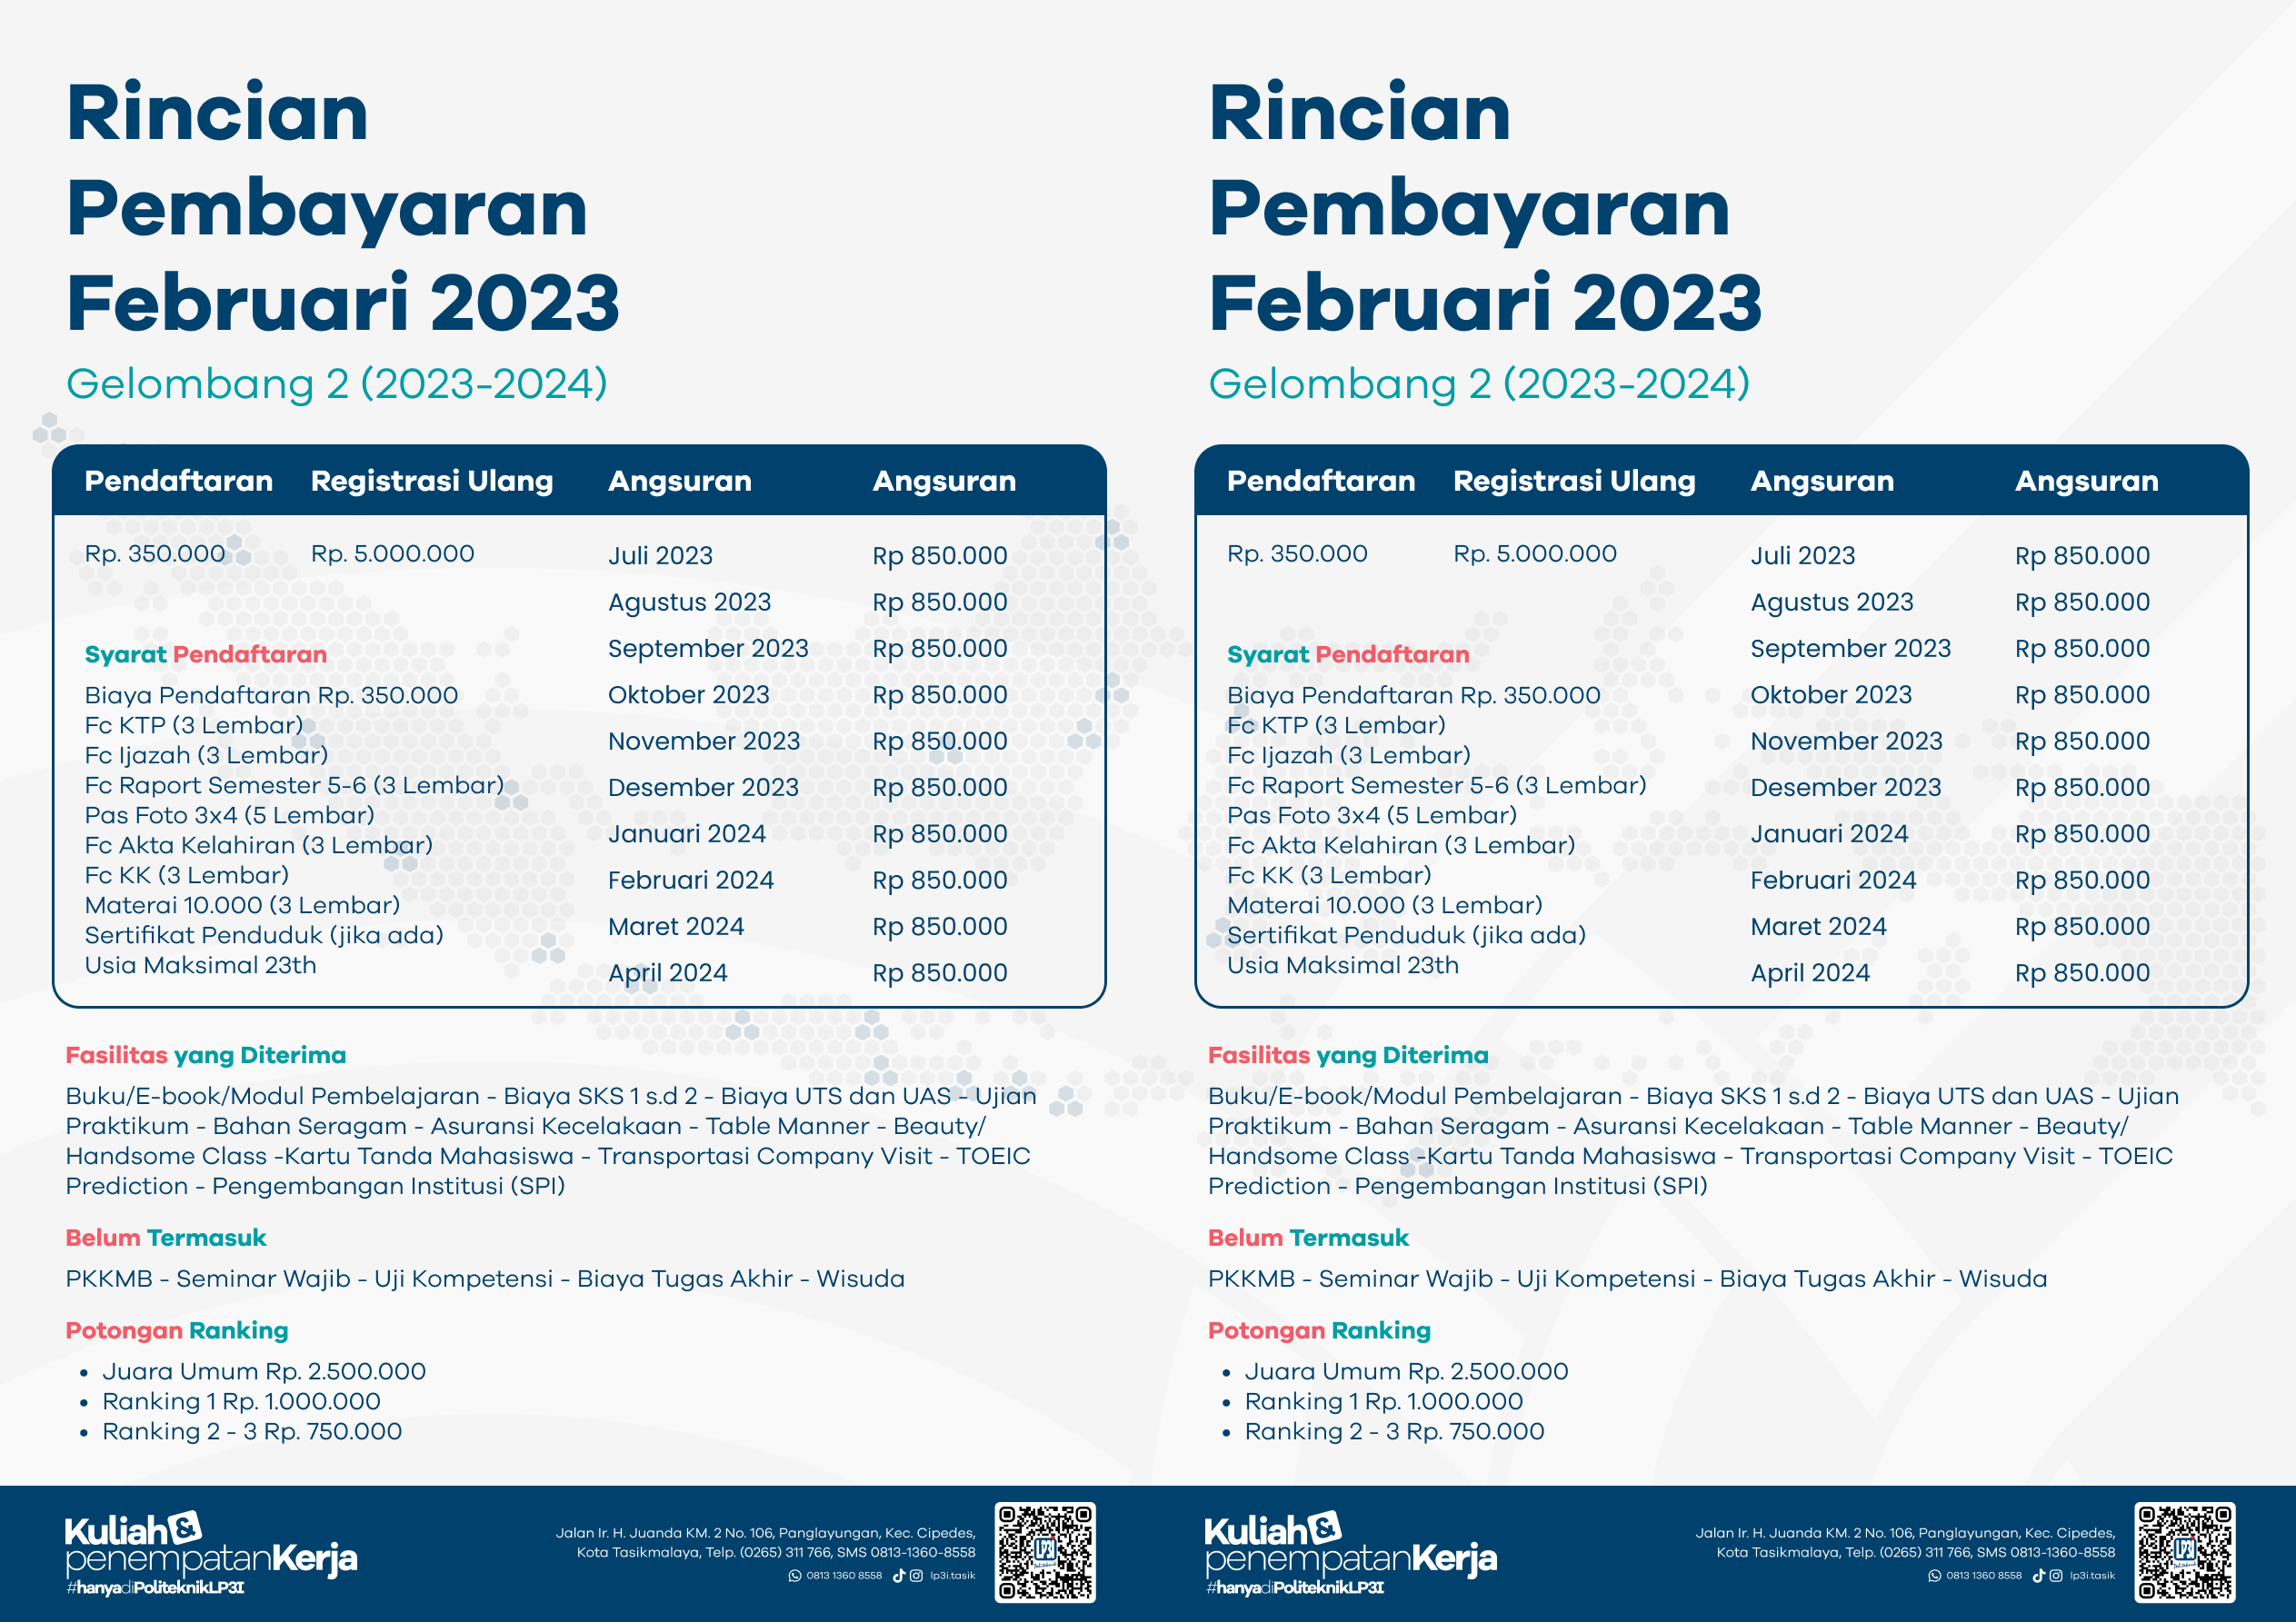 Rincian
Pembayaran
Februari 2023
Gelombang 2 (2023-2024)
Pendaftaran Registrasi Ulang Angsuran Angsuran
Rp. 350.000 Rp. 5.000.000
Syarat Pendaftaran
Biaya Pendaftaran Rp. 350.000
Fc KTP (3 Lembar)
Fc Ijazah (3 Lembar)
Fc Raport Semester 5-6 (3 Lembar)
Pas Foto 3x4 (5 Lembar)
Fc Akta Kelahiran (3 Lembar)
Fc KK (3 Lembar)
Materai 10.000 (3 Lembar)
Sertifikat Penduduk (jika ada)
Usia Maksimal 23th
Juli 2023 Rp 850.000
Agustus 2023 Rp 850.000
September 2023 Rp 850.000
Oktober 2023 Rp 850.000
November 2023 Rp 850.000
Desember 2023 Rp 850.000
Januari 2024 Rp 850.000
Februari 2024 Rp 850.000
Maret 2024 Rp 850.000
April 2024 Rp 850.000
Fasilitas yang Diterima
Buku/E-book/Modul Pembelajaran - Biaya SKS 1 s.d 2 - Biaya UTS dan UAS - Ujian
Praktikum - Bahan Seragam - Asuransi Kecelakaan - Table Manner - Beauty/
Handsome Class -Kartu Tanda Mahasiswa - Transportasi Company Visit - TOEIC
Prediction - Pengembangan Institusi (SPI)
Belum Termasuk
PKKMB - Seminar Wajib - Uji Kompetensi - Biaya Tugas Akhir - Wisuda
Potongan Ranking
• Juara Umum Rp. 2.500.000
• Ranking 1 Rp. 1.000.000
• Ranking 2 - 3 Rp. 750.000
Kuliah&
penempatanKerja
#hanyadiPoliteknikLP3I
Jalan Ir. H. Juanda KM. 2 No. 106, Panglayungan, Kec. Cipedes,
Kota Tasikmalaya, Telp. (0265) 311 766, SMS 0813-1360-8558
0813 1360 8558 lp3i.tasik
LP3I
Rincian
Pembayaran
Februari 2023
Gelombang 2 (2023-2024)
Pendaftaran Registrasi Ulang Angsuran Angsuran
Rp. 350.000 Rp. 5.000.000
Syarat Pendaftaran
Biaya Pendaftaran Rp. 350.000
Fc KTP (3 Lembar)
Fc Ijazah (3 Lembar)
Fc Raport Semester 5-6 (3 Lembar)
Pas Foto 3x4 (5 Lembar)
Fc Akta Kelahiran (3 Lembar)
Fc KK (3 Lembar)
Materai 10.000 (3 Lembar)
Sertifikat Penduduk (jika ada)
Usia Maksimal 23th
Juli 2023 Rp 850.000
Agustus 2023 Rp 850.000
September 2023 Rp 850.000
Oktober 2023 Rp 850.000
November 2023 Rp 850.000
Desember 2023 Rp 850.000
Januari 2024 Rp 850.000
Februari 2024 Rp 850.000
Maret 2024 Rp 850.000
April 2024 Rp 850.000
Fasilitas yang Diterima
Buku/E-book/Modul Pembelajaran - Biaya SKS 1 s.d 2 - Biaya UTS dan UAS - Ujian
Praktikum - Bahan Seragam - Asuransi Kecelakaan - Table Manner - Beauty/
Handsome Class -Kartu Tanda Mahasiswa - Transportasi Company Visit - TOEIC
Prediction - Pengembangan Institusi (SPI)
Belum Termasuk
PKKMB - Seminar Wajib - Uji Kompetensi - Biaya Tugas Akhir - Wisuda
Potongan Ranking
• Juara Umum Rp. 2.500.000
• Ranking 1 Rp. 1.000.000
• Ranking 2 - 3 Rp. 750.000
Kuliah&
penempatanKerja
#hanyadiPoliteknikLP3I
Jalan Ir. H. Juanda KM. 2 No. 106, Panglayungan, Kec. Cipedes,
Kota Tasikmalaya, Telp. (0265) 311 766, SMS 0813-1360-8558
0813 1360 8558 lp3i.tasik
LP3I